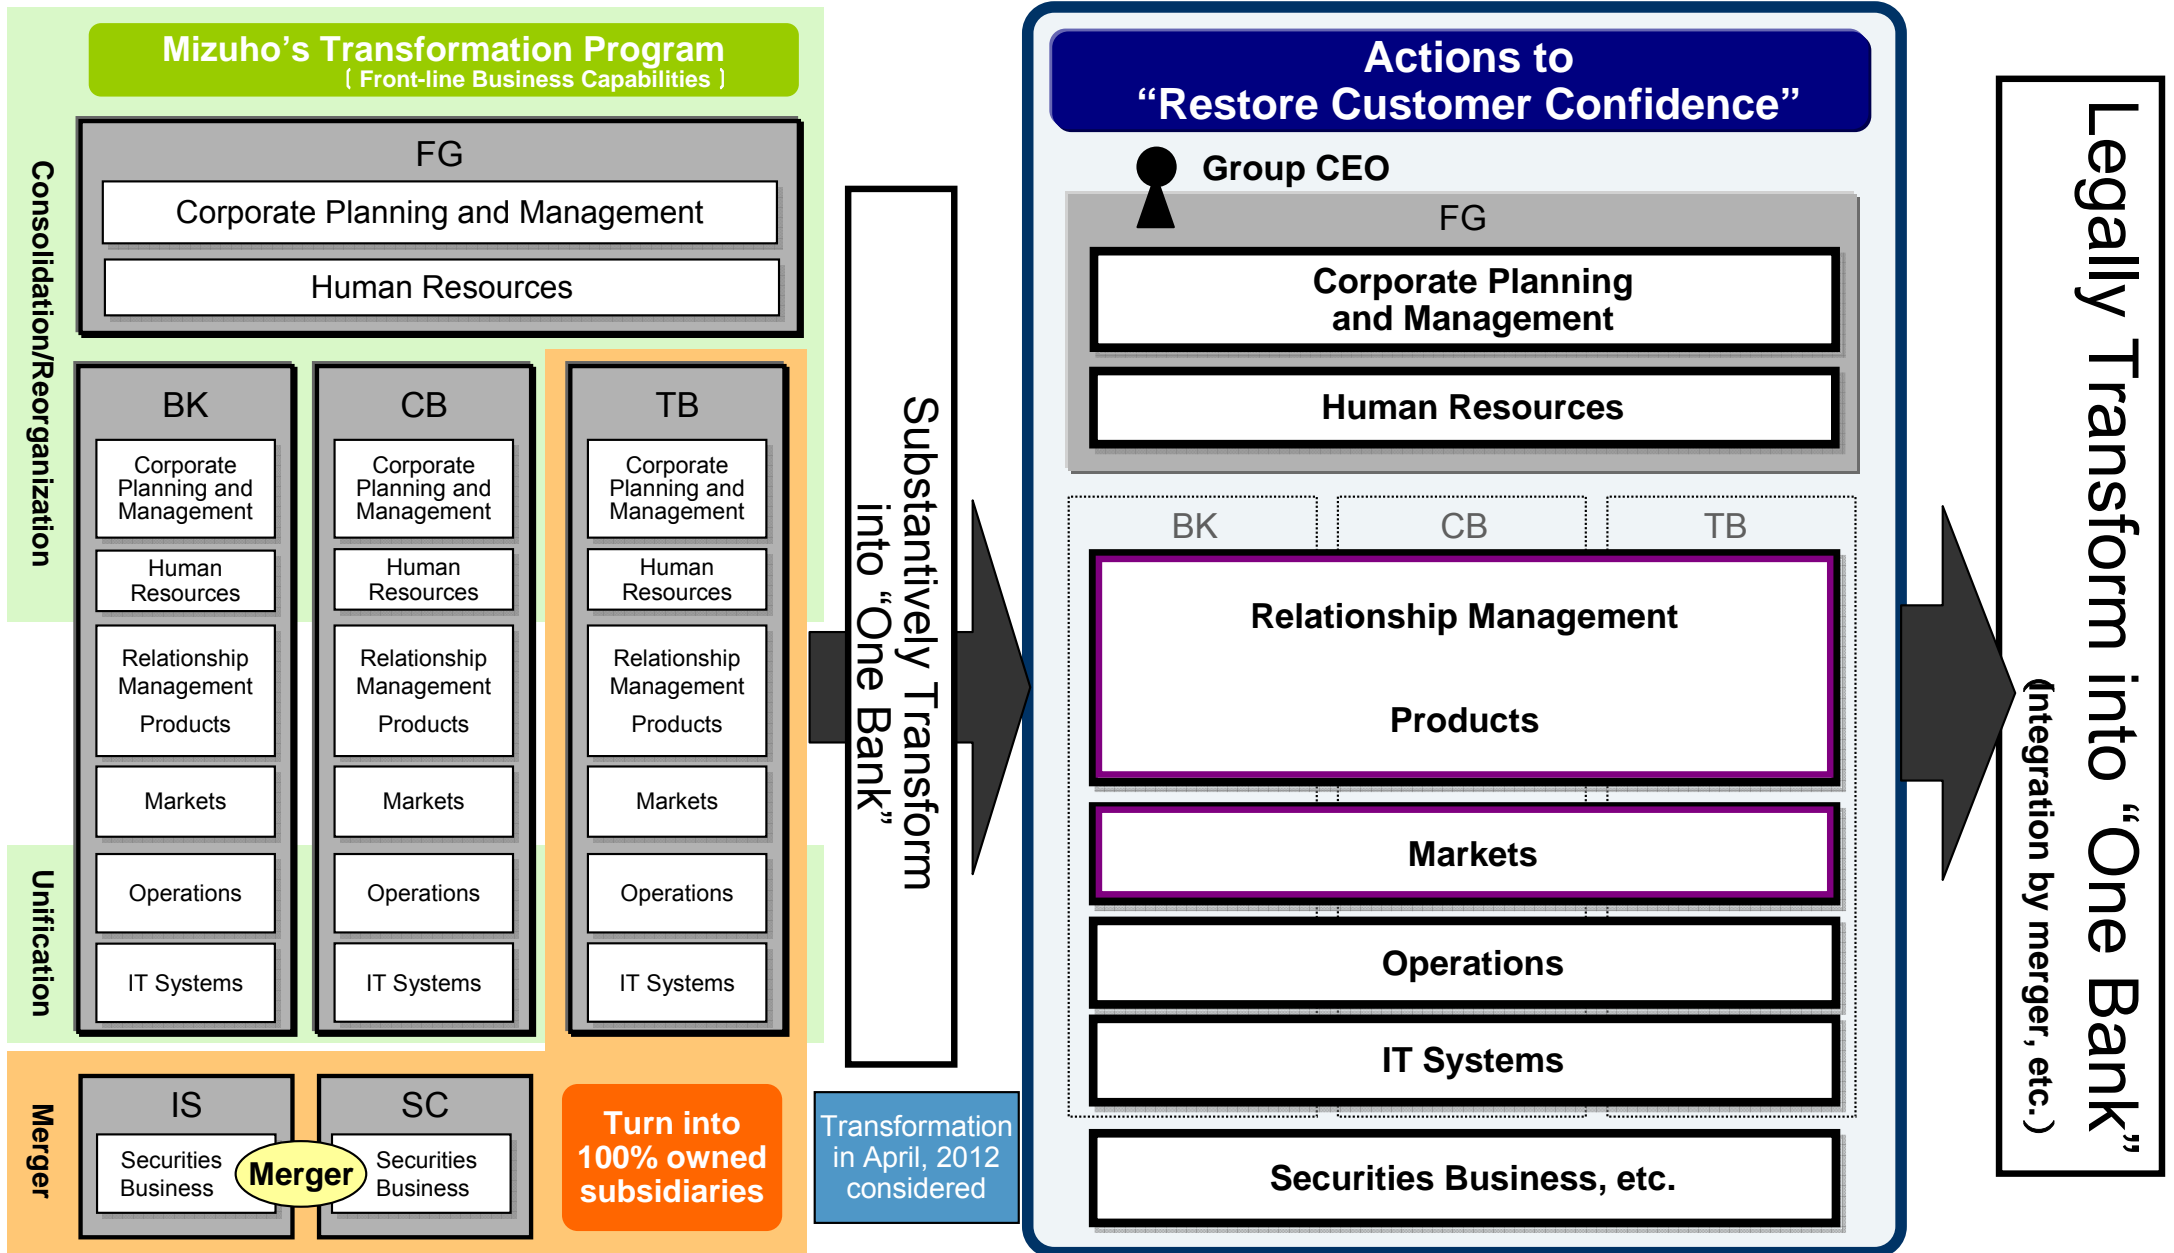 Mizuho's Transformation Program
( Front-line Business Capabilities )
Consolidation/Reorganization
FG
Corporate Planning and Management
Human Resources
BK
Corporate
Planning and
Management
Human
Resources
Relationship
Management
Products
Markets
Operations
IT Systems
CB
Corporate
Planning and
Management
Human
Resources
Relationship
Management
Products
Markets
Operations
IT Systems
TB
Corporate
Planning and
Management
Human
Resources
Relationship
Management
Products
Markets
Operations
IT Systems
Unification
Merger
IS
Securities
Business
Merger
SC
Securities
Business
Turn into
100% owned
subsidiaries
Substantively Transform
into “One Bank”
Transformation
in April, 2012
considered
Actions to
“Restore Customer Confidence”
Group CEO
FG
Corporate Planning
and Management
Human Resources
BK
CB
TB
Relationship Management
Products
Markets
Operations
IT Systems
Securities Business, etc.
Legally Transform into “One Bank”
(Integration by merger, etc.)